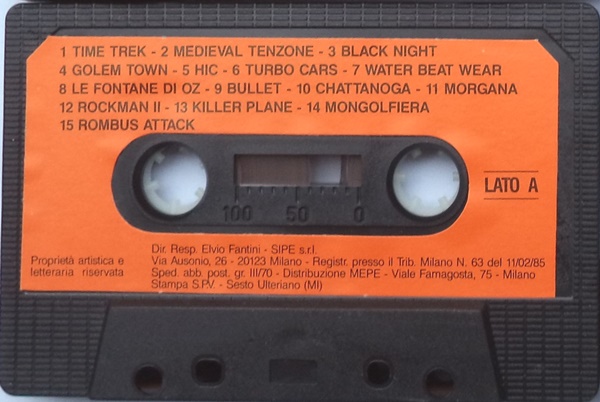 1 TIME TREK - 2 MEDIEVAL TENZONE - 3 BLACK NIGHT
4 GOLEM TOWN - 5 HIC - 6 TURBO CARS - 7 WATER BEAT WEAR
8 LE FONTANE DI OZ - 9 BULLET - 10 CHATTANOGA - 11 MORGANA
12 ROCKMAN II - 13 KILLER PLANE - 14 MONGOLFIERA
15 ROMBUS ATTACK
LATO A
100 50 0
Proprietà artistica e
letteraria riservata
Dir. Resp. Elvio Fantini - SIPE s.r.l.
Via Ausonio, 26 - 20123 Milano - Registr. presso il Trib. Milano N. 63 del 11/02/85
Sped. abb. post. gr. III/70 - Distribuzione MEPE - Viale Famagosta, 75 - Milano
Stampa S.P.V. - Sesto Ulteriano (MI)